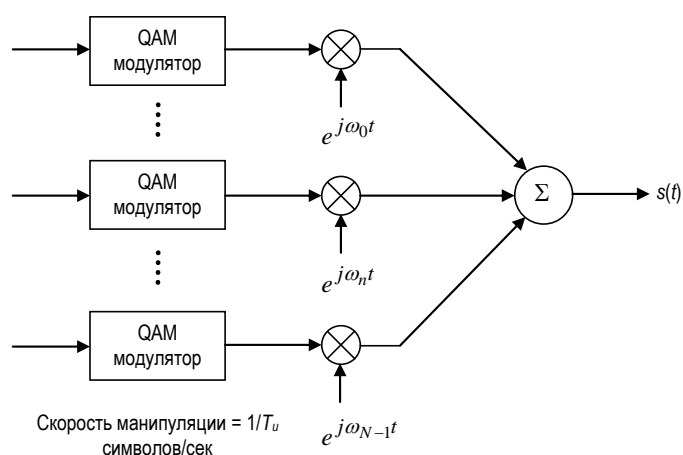 QAM
модулятор
e^{jω_0 t}
QAM
модулятор
Σ
s(t)
e^{jω_n t}
QAM
модулятор
Скорость манипуляции = 1/T_u
символов/сек
e^{jω_{N−1} t}